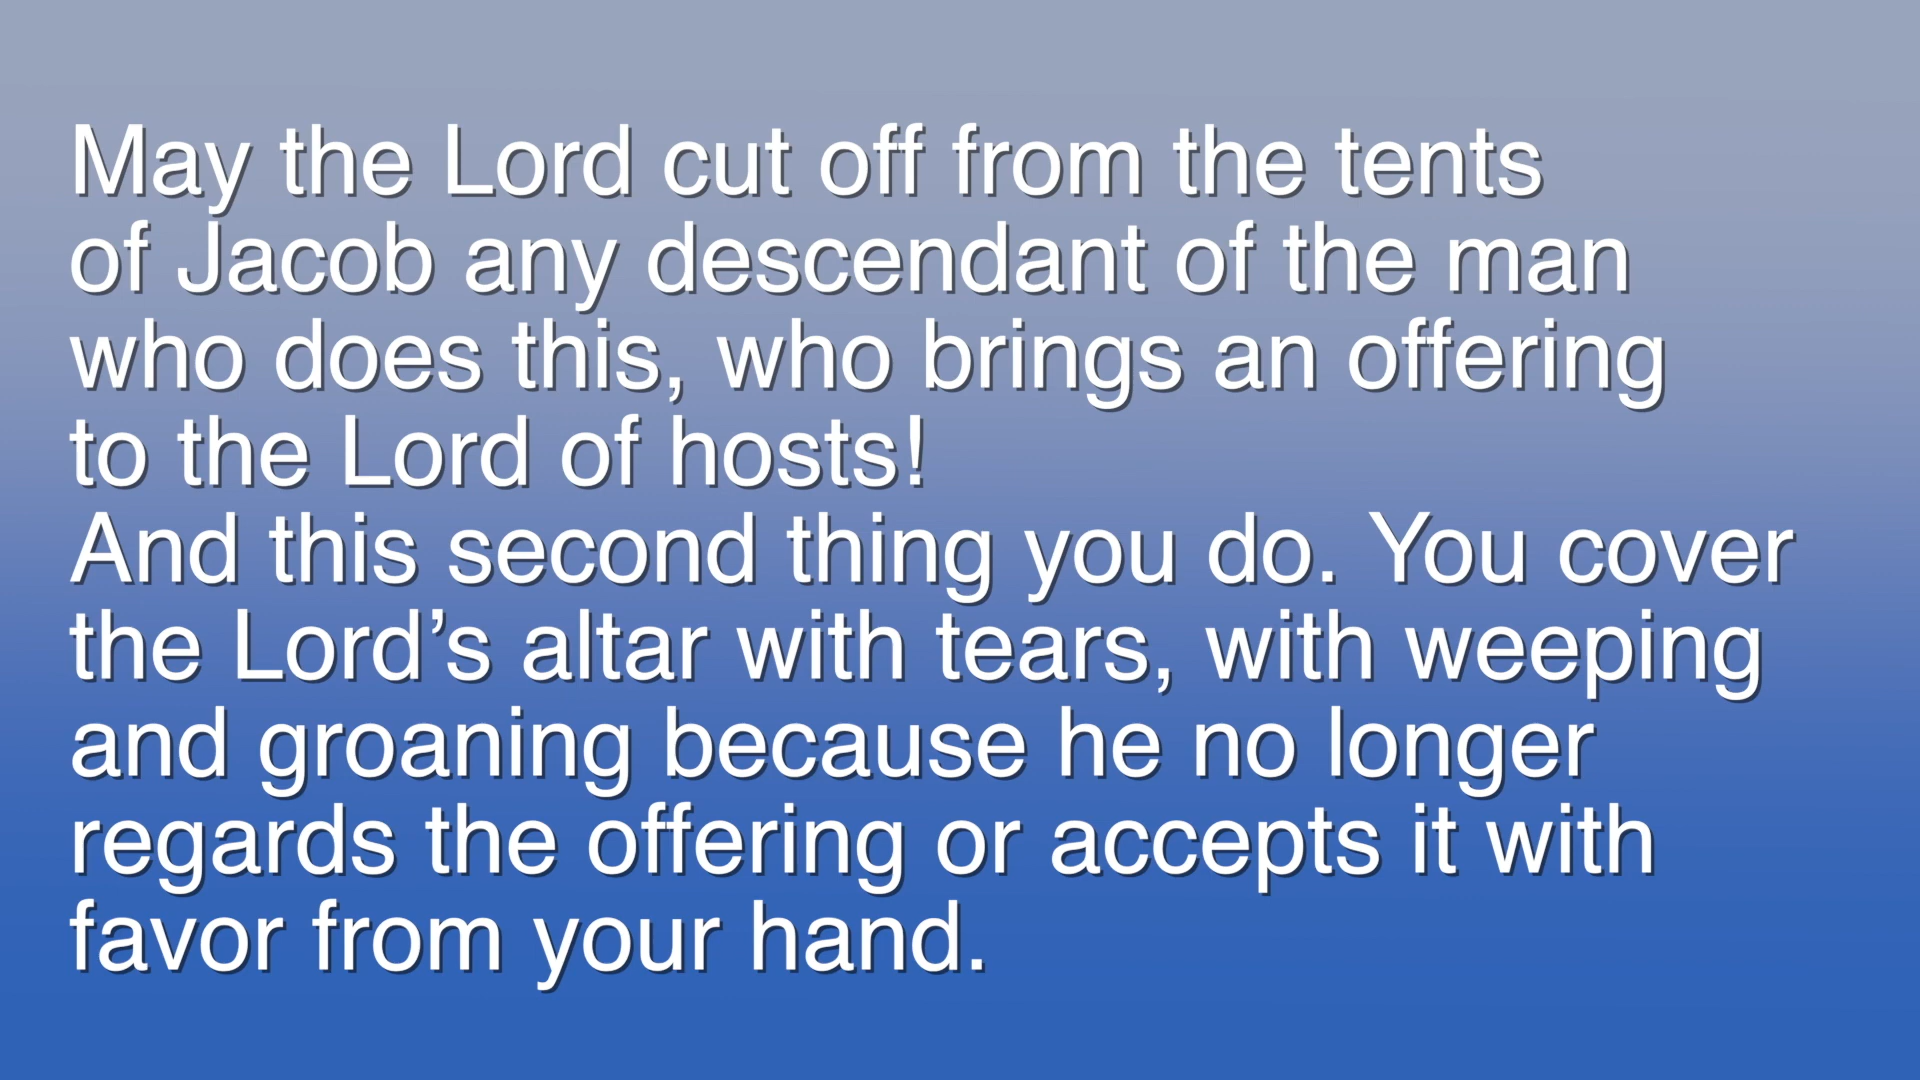 May the Lord cut off from the tents
of Jacob any descendant of the man
who does this, who brings an offering
to the Lord of hosts!
And this second thing you do. You cover
the Lord’s altar with tears, with weeping
and groaning because he no longer
regards the offering or accepts it with
favor from your hand.